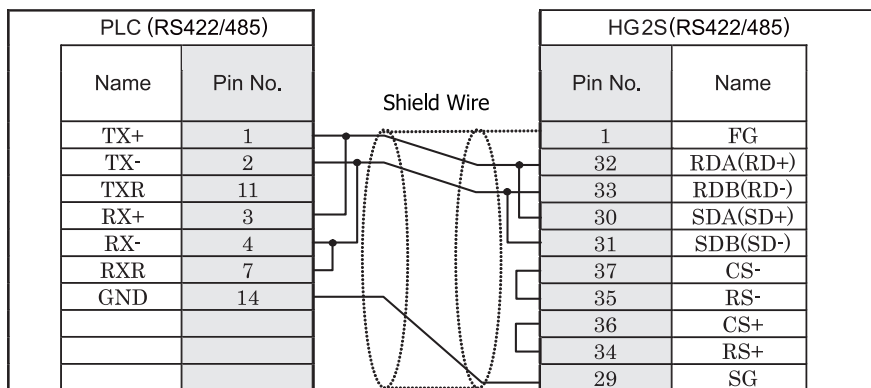 PLC (RS422/485) HG2S(RS422/485)
Name Pin No. Pin No. Name
Shield Wire
TX+ 1 1 FG
TX- 2 32 RDA(RD+)
TXR 11 33 RDB(RD-)
RX+ 3 30 SDA(SD+)
RX- 4 31 SDB(SD-)
RXR 7 37 CS-
GND 14 35 RS-
36 CS+
34 RS+
29 SG